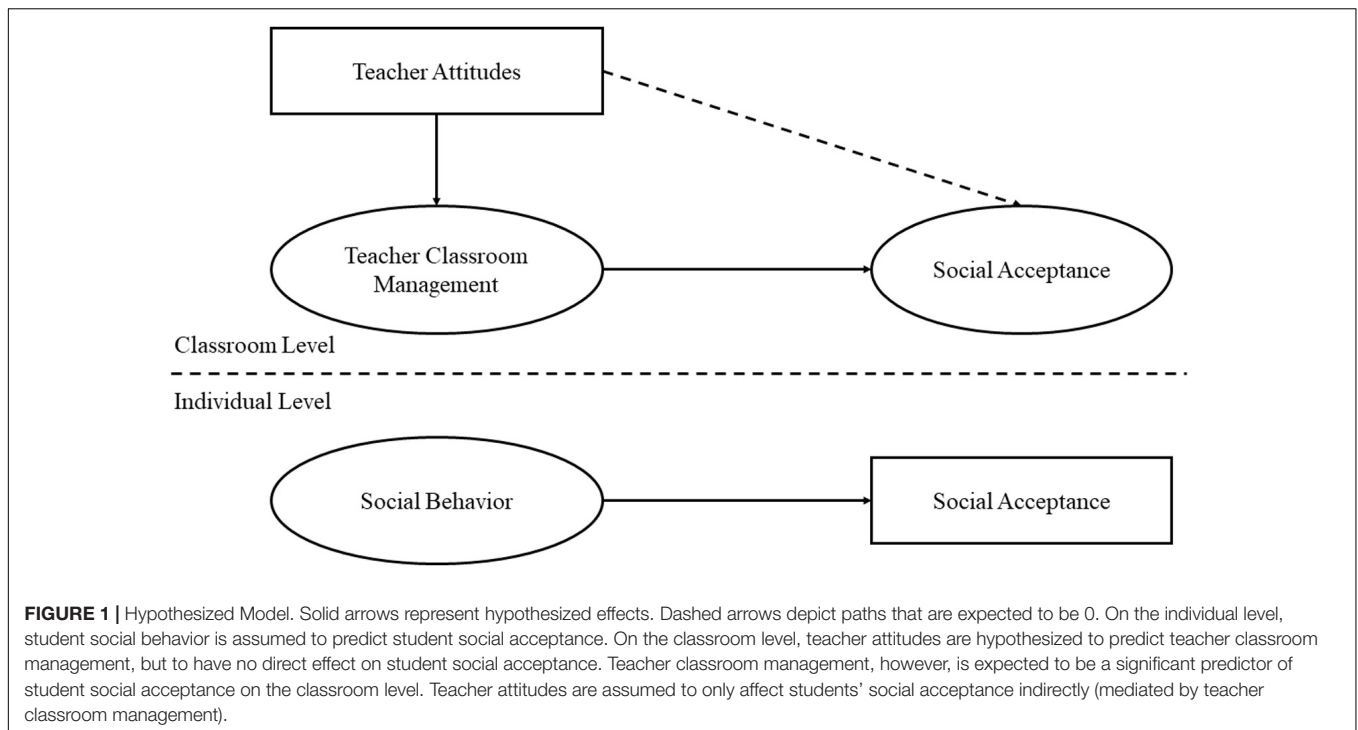 Teacher Attitudes
Teacher Classroom
Management
Social Acceptance
Classroom Level
Individual Level
Social Behavior
Social Acceptance
FIGURE 1 | Hypothesized Model. Solid arrows represent hypothesized effects. Dashed arrows depict paths that are expected to be 0. On the individual level,
student social behavior is assumed to predict student social acceptance. On the classroom level, teacher attitudes are hypothesized to predict teacher classroom
management, but to have no direct effect on student social acceptance. Teacher classroom management, however, is expected to be a significant predictor of
student social acceptance on the classroom level. Teacher attitudes are assumed to only affect students’ social acceptance indirectly (mediated by teacher
classroom management).